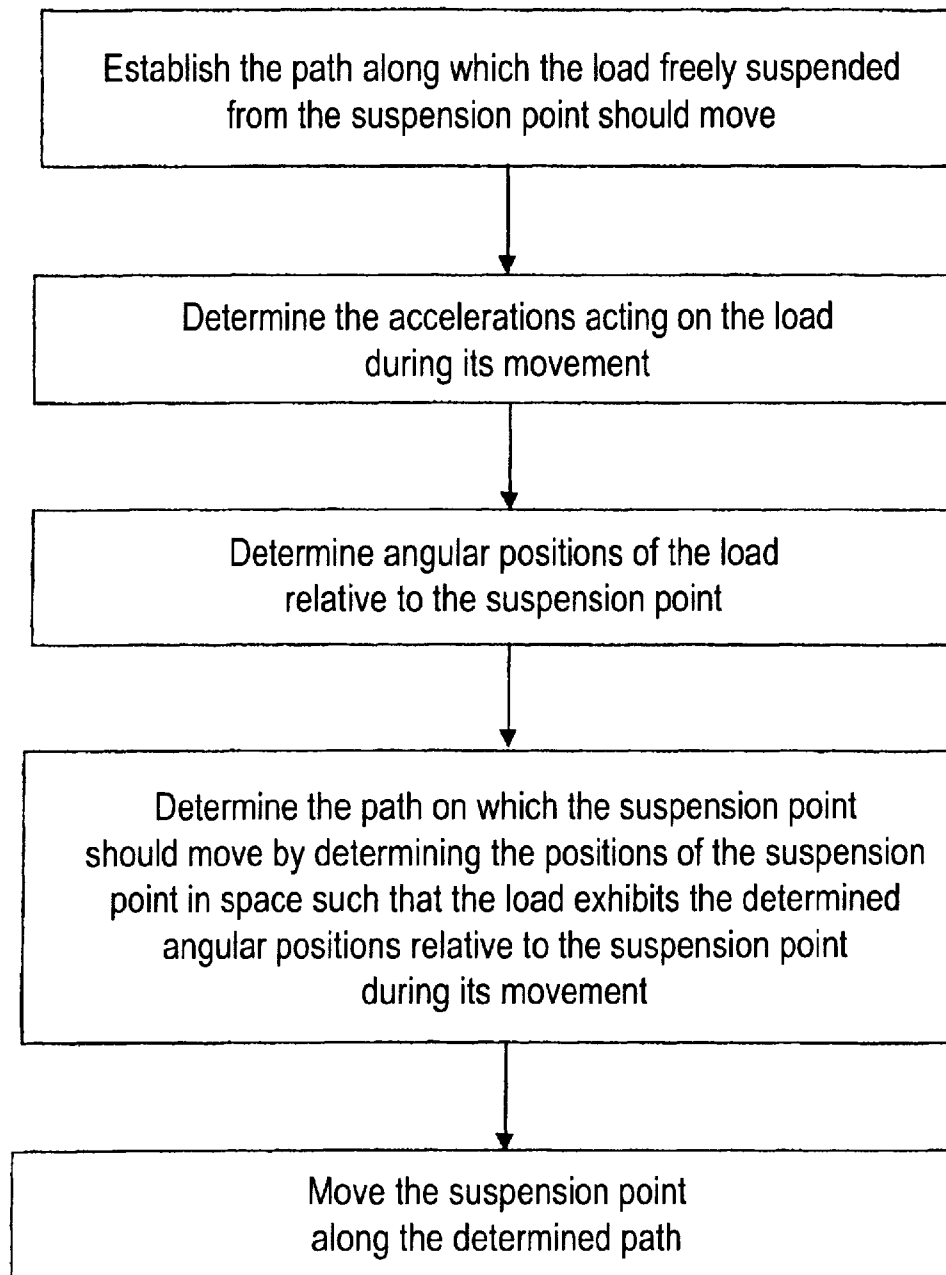 Establish the path along which the load freely suspended
from the suspension point should move
Determine the accelerations acting on the load
during its movement
Determine angular positions of the load
relative to the suspension point
Determine the path on which the suspension point
should move by determining the positions of the suspension
point in space such that the load exhibits the determined
angular positions relative to the suspension point
during its movement
Move the suspension point
along the determined path